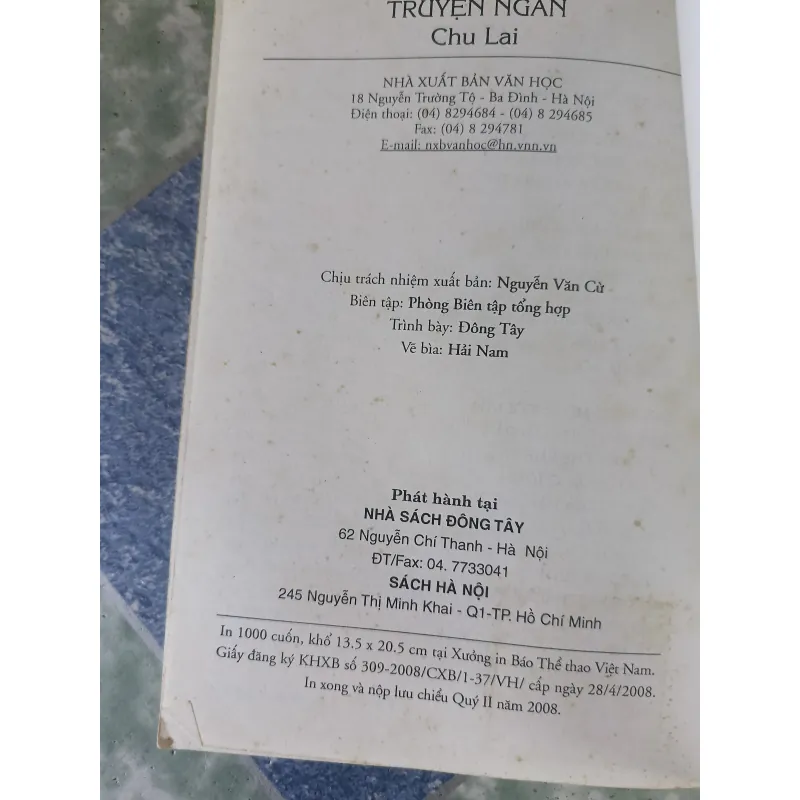 TRUYỆN NGẮN
Chu Lai
NHÀ XUẤT BẢN VĂN HỌC
18 Nguyễn Trường Tộ - Ba Đình - Hà Nội
Điện thoại: (04) 8294684 - (04) 8 294685
Fax: (04) 8 294781
E-mail: nxbvanhoc@hn.vnn.vn
Chịu trách nhiệm xuất bản: Nguyễn Văn Cừ
Biên tập: Phòng Biên tập tổng hợp
Trình bày: Đông Tây
Vẽ bìa: Hải Nam
Phát hành tại
NHÀ SÁCH ĐÔNG TÂY
62 Nguyễn Chí Thanh - Hà Nội
ĐT/Fax: 04. 7733041
SÁCH HÀ NỘI
245 Nguyễn Thị Minh Khai - Q1-TP. Hồ Chí Minh
In 1000 cuốn, khổ 13.5 x 20.5 cm tại Xưởng in Báo Thể thao Việt Nam.
Giấy đăng ký KHXB số 309-2008/CXB/1-37/VH/ cấp ngày 28/4/2008.
In xong và nộp lưu chiểu Quý II năm 2008.